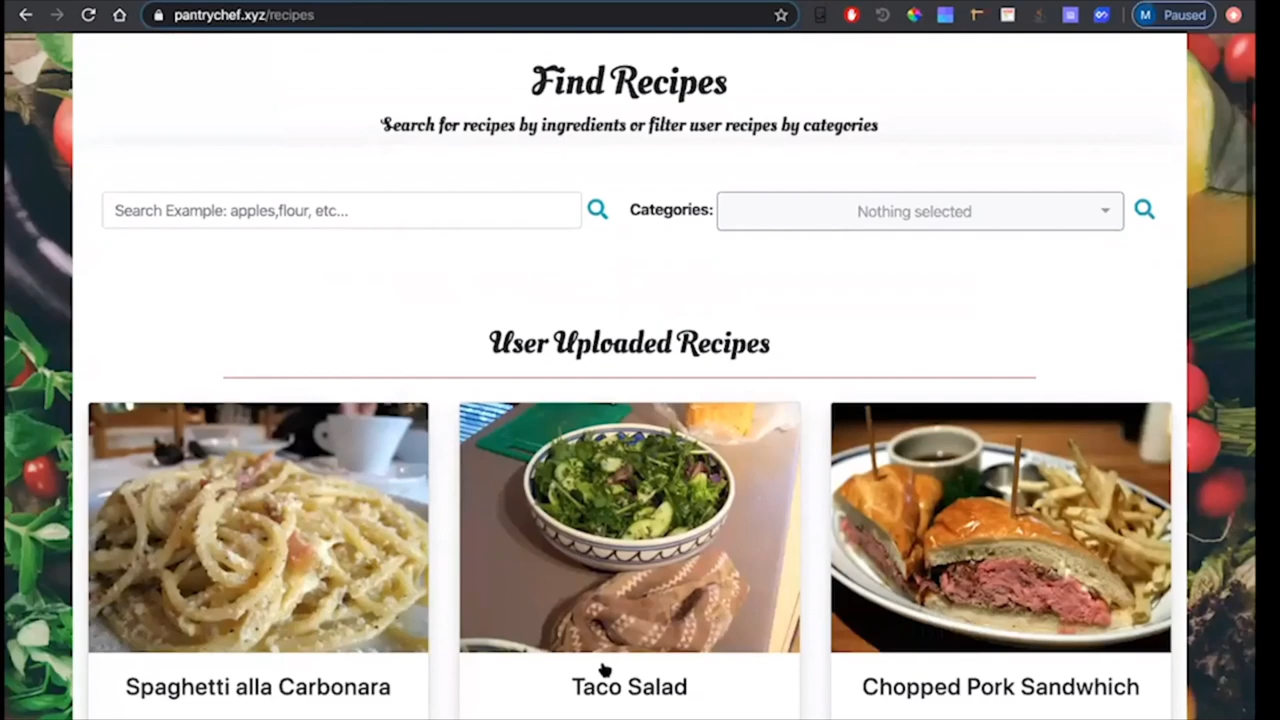 pantrychef.xyz/recipes
M Paused
Find Recipes
Search for recipes by ingredients or filter user recipes by categories
Search Example: apples,flour, etc...
Categories:
Nothing selected
User Uploaded Recipes
Spaghetti alla Carbonara
Taco Salad
Chopped Pork Sandwhich